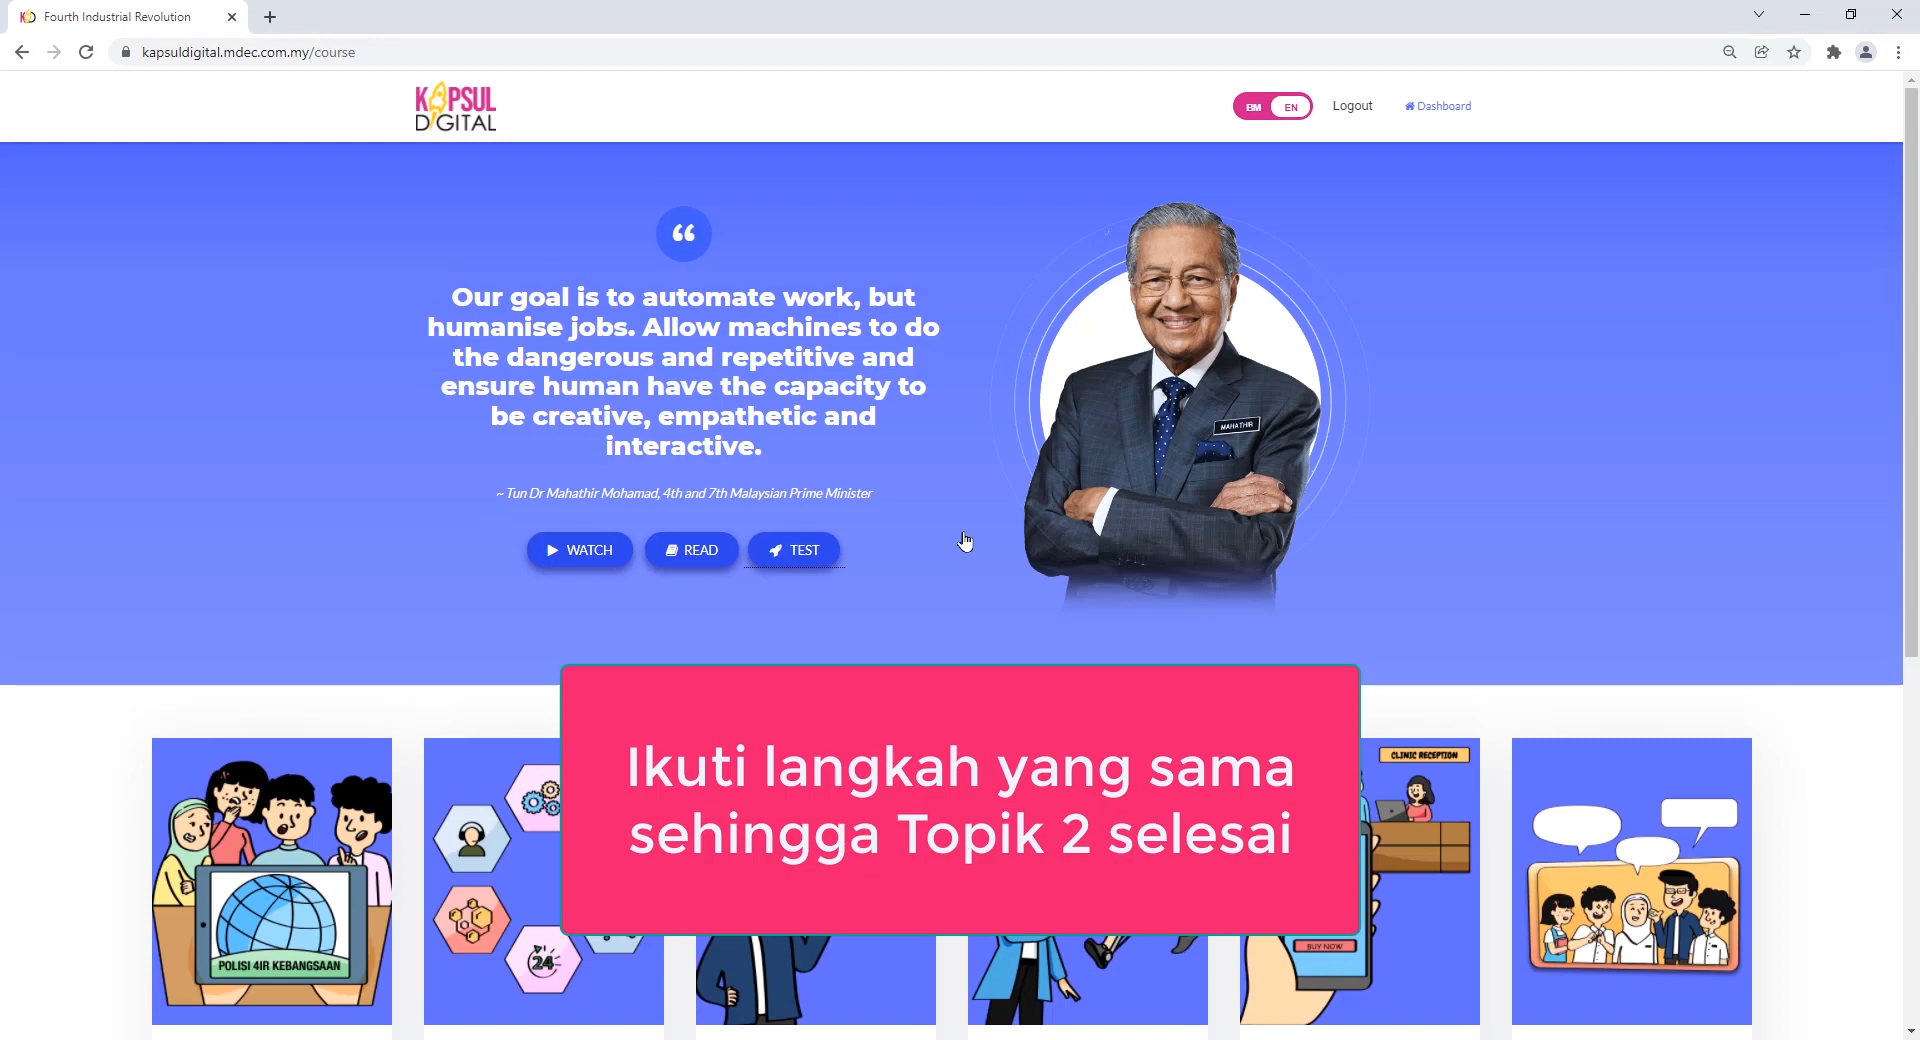 Fourth Industrial Revolution
kapsuldigital.mdec.com.my/course
KAPSUL
DIGITAL
BM EN
Logout
Dashboard
“
Our goal is to automate work, but
humanise jobs. Allow machines to do
the dangerous and repetitive and
ensure human have the capacity to
be creative, empathetic and
interactive.
~ Tun Dr Mahathir Mohamad, 4th and 7th Malaysian Prime Minister
WATCH
READ
TEST
MAHATHIR
Ikuti langkah yang sama
sehingga Topik 2 selesai
POLISI 4IR KEBANGSAAN
24
CLINIC RECEPTION
BUY NOW